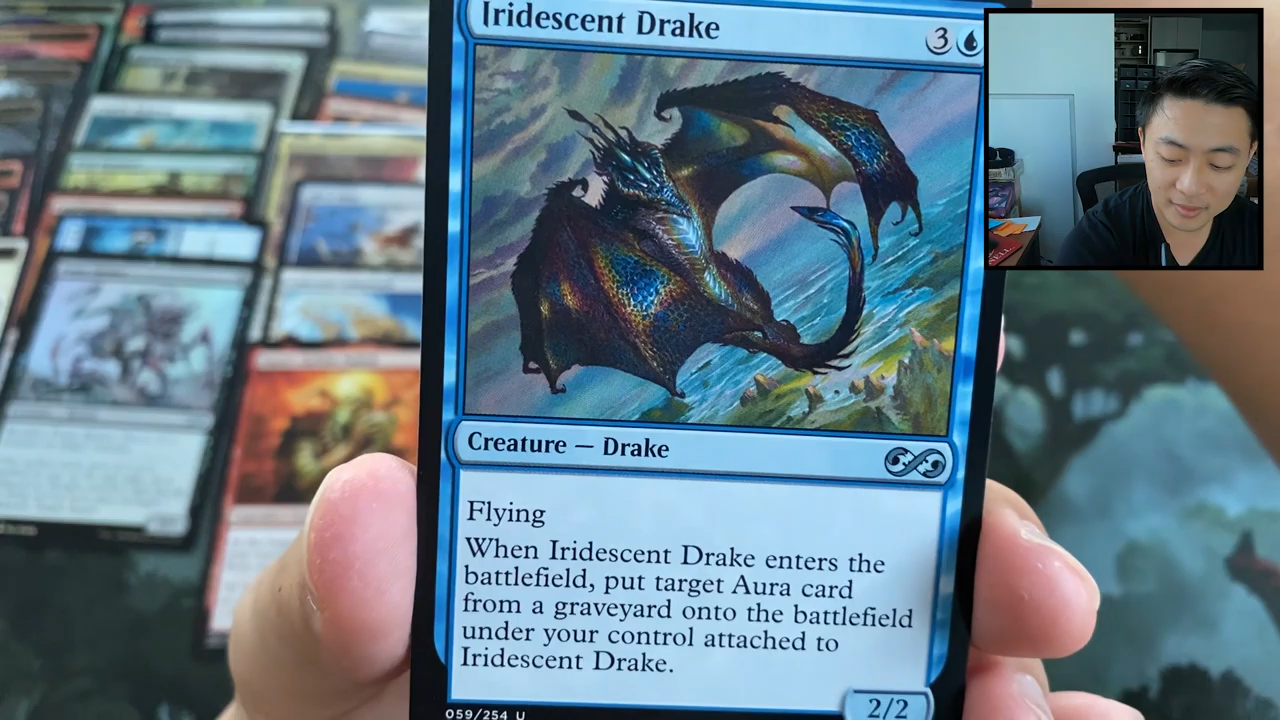 Iridescent Drake
3
Creature — Drake
Flying
When Iridescent Drake enters the
battlefield, put target Aura card
from a graveyard onto the battlefield
under your control attached to
Iridescent Drake.
2/2
059/254 U